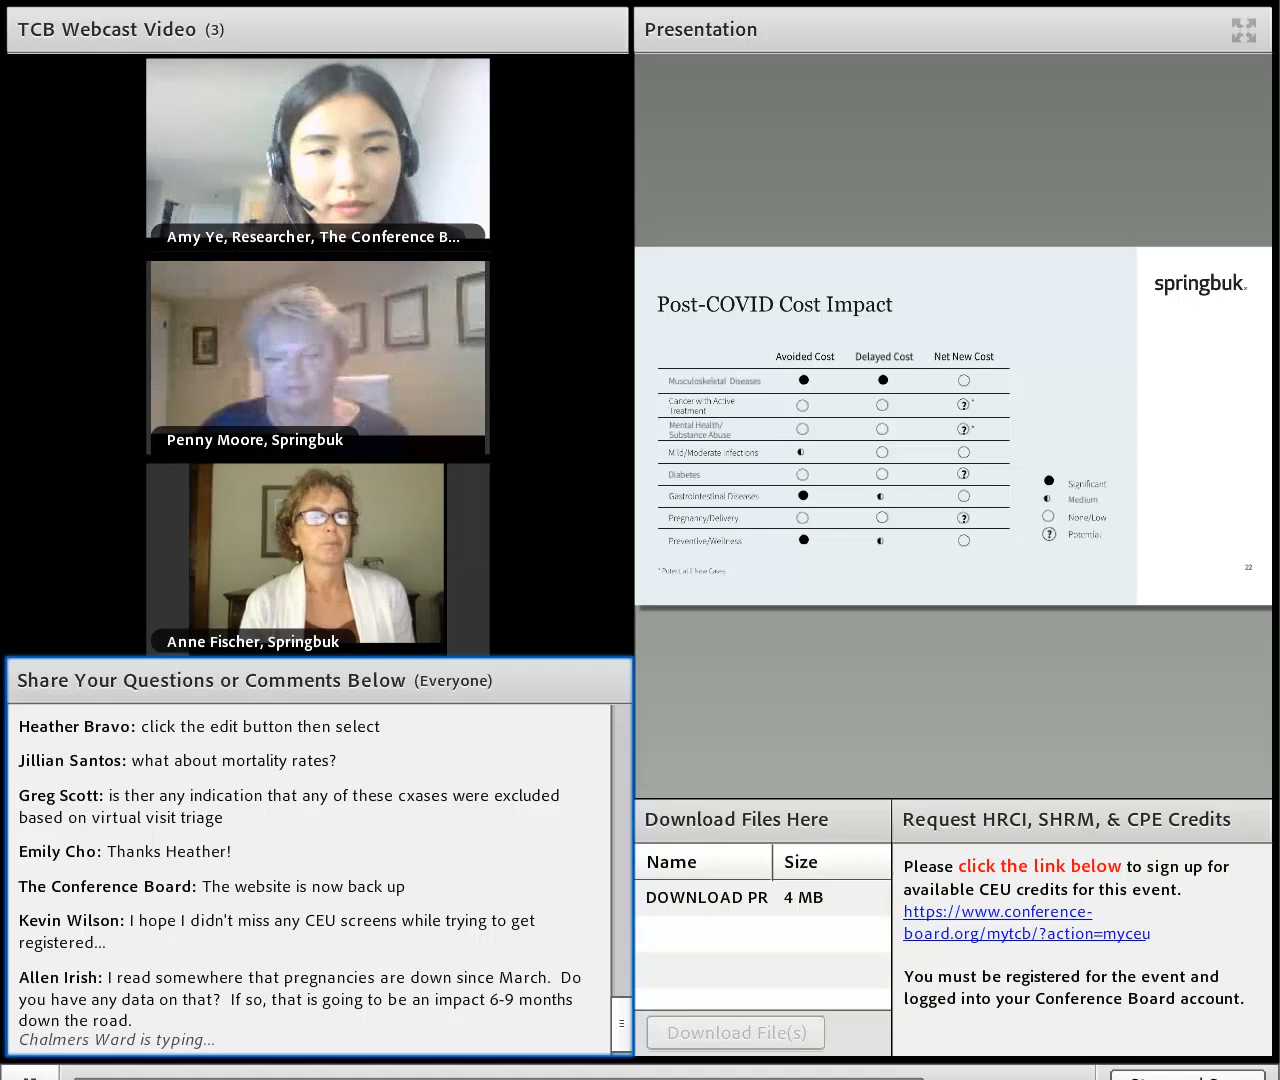 TCB Webcast Video (3)
Amy Ye, Researcher, The Conference B...
Penny Moore, Springbuk
Anne Fischer, Springbuk
Share Your Questions or Comments Below (Everyone)
Heather Bravo: click the edit button then select
Jillian Santos: what about mortality rates?
Greg Scott: is ther any indication that any of these cxases were excluded
based on virtual visit triage
Emily Cho: Thanks Heather!
The Conference Board: The website is now back up
Kevin Wilson: I hope I didn't miss any CEU screens while trying to get
registered...
Allen Irish: I read somewhere that pregnancies are down since March. Do
you have any data on that? If so, that is going to be an impact 6-9 months
down the road.
Chalmers Ward is typing...
Presentation
springbuk.
Post-COVID Cost Impact
Avoided Cost Delayed Cost Net New Cost
Musculoskeletal Diseases
Cancer with Active
Treatment
? *
Mental Health/
Substance Abuse
? *
Mild/Moderate Infections
Diabetes ?
Gastrointestinal Diseases
Pregnancy/Delivery ?
Preventive/Wellness
Significant
Medium
None/Low
? Potential
* Potential if New Cases
22
Download Files Here
Name Size
DOWNLOAD PR 4 MB
Download File(s)
Request HRCI, SHRM, & CPE Credits
Please click the link below to sign up for
available CEU credits for this event.
https://www.conference-
board.org/mytcb/?action=myceu
You must be registered for the event and
logged into your Conference Board account.